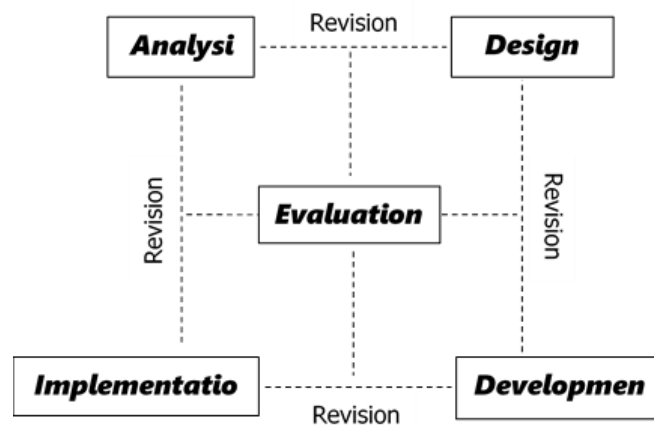 Revision
Analysi
Design
Revision
Evaluation
Revision
Implementatio
Developmen
Revision